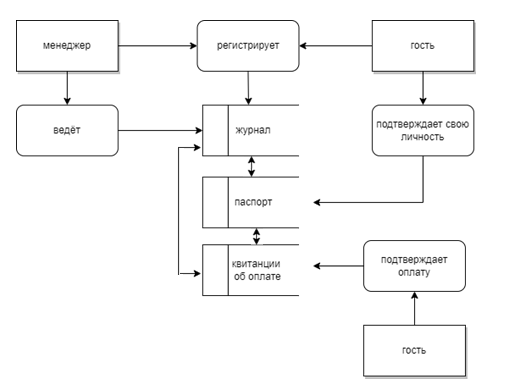 менеджер
регистрирует
гость
ведёт
журнал
подтверждает свою
личность
паспорт
квитанции
об оплате
подтверждает
оплату
гость